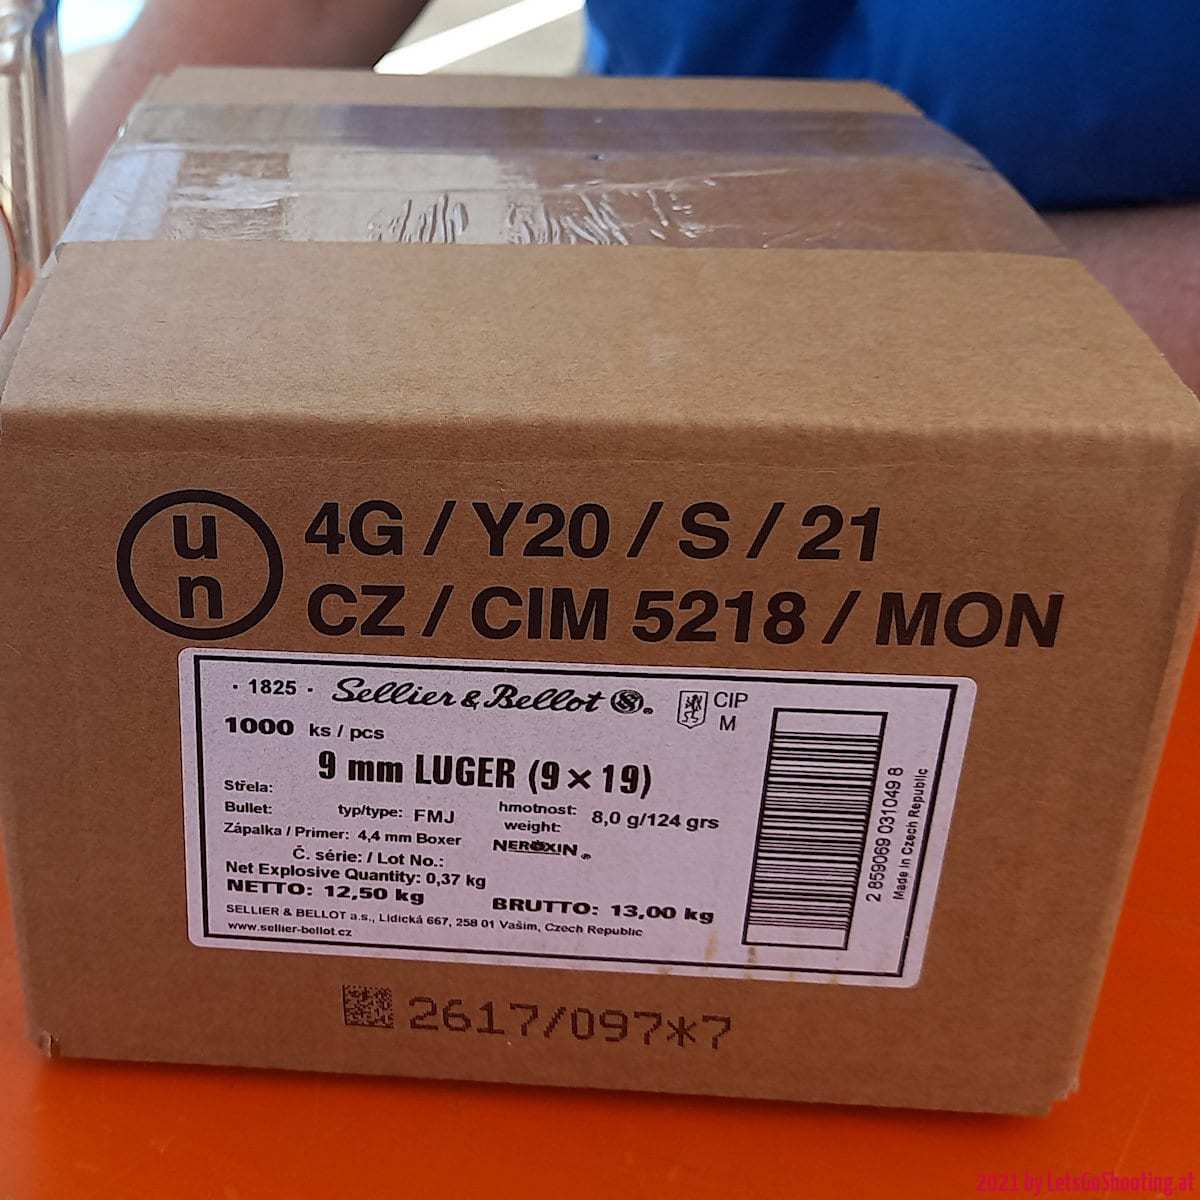 un 4G / Y20 / S / 21
CZ / CIM 5218 / MON
· 1825 · Sellier & Bellot
CIP
M
1000 ks / pcs
9 mm LUGER (9 × 19)
Střela:
Bullet: typ/type: FMJ
hmotnost:
weight: 8,0 g/124 grs
Zápalka / Primer: 4,4 mm Boxer
NEROXIN
Č. série: / Lot No.:
Net Explosive Quantity: 0,37 kg
NETTO: 12,50 kg BRUTTO: 13,00 kg
SELLIER & BELLOT a.s., Lidická 667, 258 01 Vašim, Czech Republic
www.sellier-bellot.cz
2 859069 031049 8
Made in Czech Republic
2617/097*7
2021 by LetsGoShooting.at